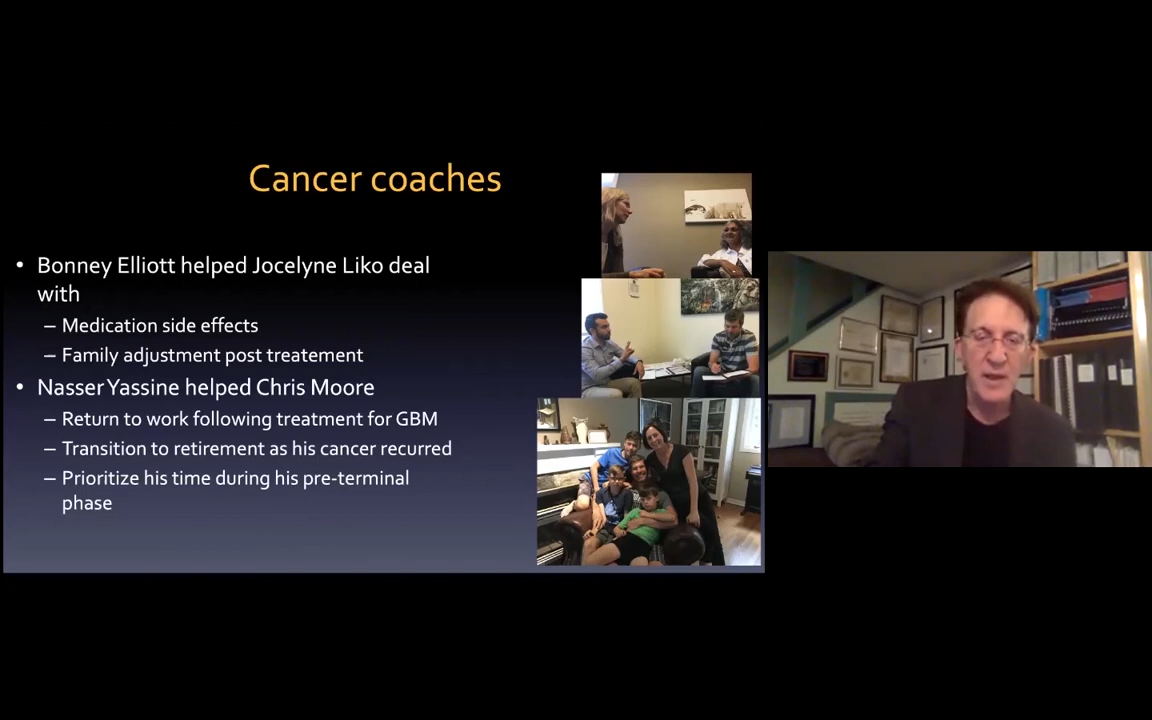 Cancer coaches
• Bonney Elliott helped Jocelyne Liko deal
with
– Medication side effects
– Family adjustment post treatement
• Nasser Yassine helped Chris Moore
– Return to work following treatment for GBM
– Transition to retirement as his cancer recurred
– Prioritize his time during his pre-terminal
phase